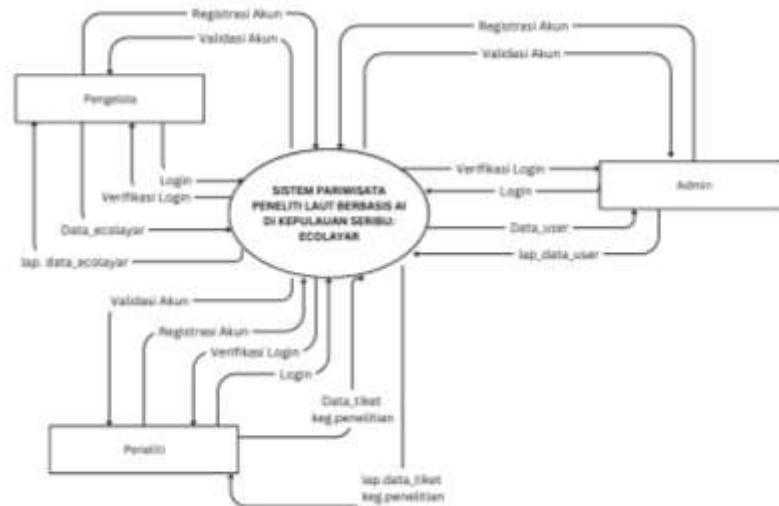 Registrasi Akun
Validasi Akun
Registrasi Akun
Validasi Akun
Pengelola
Login
Verifikasi Login
Data_ecolayar
lap. data_ecolayar
SISTEM PARIWISATA
PENELITI LAUT BERBASIS AI
DI KEPULAUAN SERIBU:
ECOLAYAR
Verifikasi Login
Login
Admin
Data_user
lap_data_user
Validasi Akun
Registrasi Akun
Verifikasi Login
Login
Data_tiket
keg.penelitian
Peneliti
lap.data_tiket
keg.penelitian